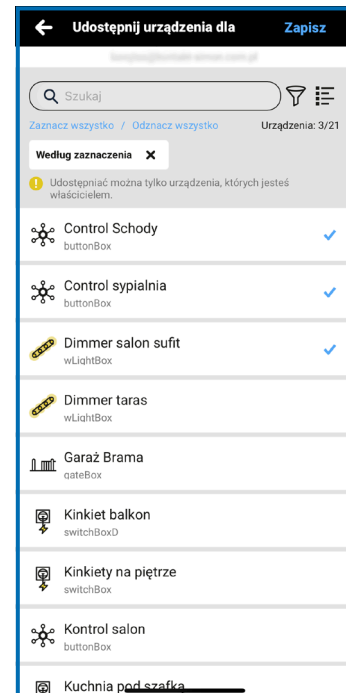 Udostępnij urządzenia dla
Zapisz
Szukaj
Zaznacz wszystko / Odznacz wszystko
Urządzenia: 3/21
Według zaznaczenia X
Udostępniać można tylko urządzenia, których jesteś
właścicielem.
Control Schody
buttonBox
Control sypialnia
buttonBox
Dimmer salon sufit
wLightBox
Dimmer taras
wLightBox
Garaż Brama
gateBox
Kinkiet balkon
switchBoxD
Kinkiety na piętrze
switchBox
Kontrol salon
buttonBox
Kuchnia pod szafką